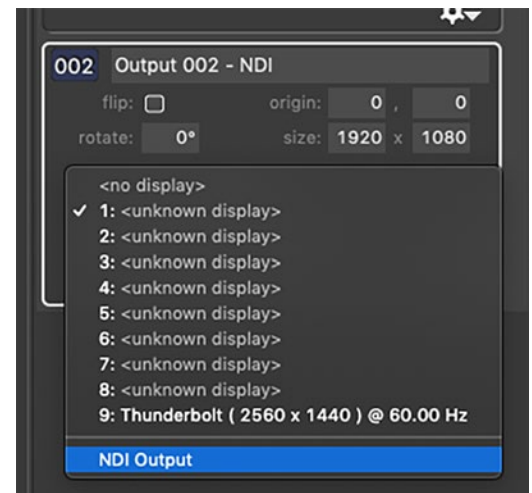 002 Output 002 - NDI
flip: origin: 0 , 0
rotate: 0° size: 1920 x 1080
<no display>
✓ 1: <unknown display>
2: <unknown display>
3: <unknown display>
4: <unknown display>
5: <unknown display>
6: <unknown display>
7: <unknown display>
8: <unknown display>
9: Thunderbolt ( 2560 x 1440 ) @ 60.00 Hz
NDI Output